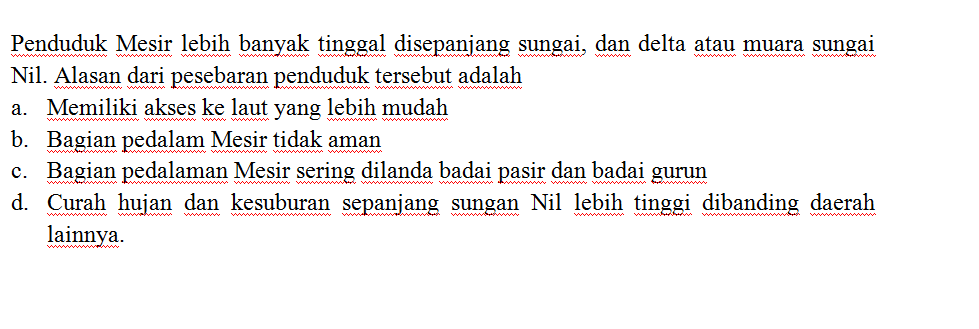 Penduduk Mesir lebih banyak tinggal disepanjang sungai, dan delta atau muara sungai
Nil. Alasan dari pesebaran penduduk tersebut adalah
a. Memiliki akses ke laut yang lebih mudah
b. Bagian pedalam Mesir tidak aman
c. Bagian pedalaman Mesir sering dilanda badai pasir dan badai gurun
d. Curah hujan dan kesuburan sepanjang sungan Nil lebih tinggi dibanding daerah
lainnya.